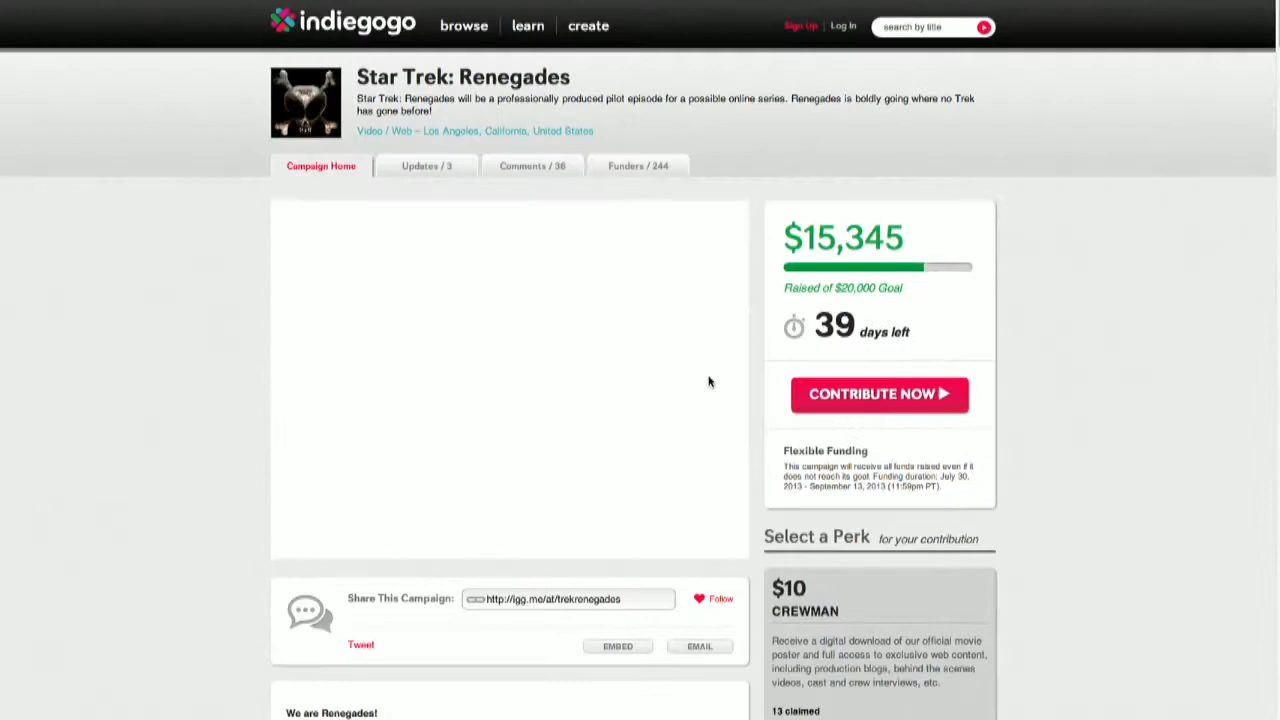 indiegogo browse learn create Sign Up Log In search by title
Star Trek: Renegades
Star Trek: Renegades will be a professionally produced pilot episode for a possible online series. Renegades is boldly going where no Trek
has gone before!
Video / Web – Los Angeles, California, United States
Campaign Home Updates / 3 Comments / 36 Funders / 244
$15,345
Raised of $20,000 Goal
39 days left
CONTRIBUTE NOW
Flexible Funding
This campaign will receive all funds raised even if it
does not reach its goal. Funding duration: July 30,
2013 - September 13, 2013 (11:59pm PT).
Select a Perk for your contribution
$10
CREWMAN
Receive a digital download of our official movie
poster and full access to exclusive web content,
including production blogs, behind the scenes
videos, cast and crew interviews, etc.
13 claimed
Share This Campaign: http://igg.me/at/trekrenegades Follow
Tweet EMBED EMAIL
We are Renegades!